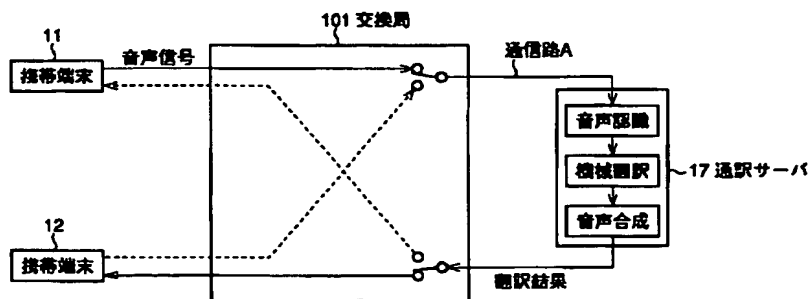 101 交換局
11
携帯端末
音声信号
通信路A
音声認識
機械翻訳
音声合成
17 通訳サーバ
12
携帯端末
翻訳結果